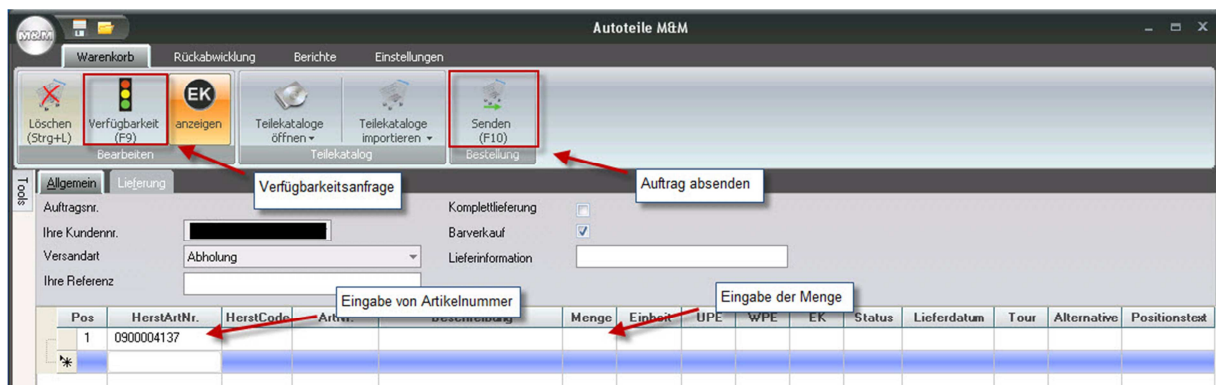 Autoteile M&M
M&M
Warenkorb Rückabwicklung Berichte Einstellungen
Löschen (Strg+L)
Verfügbarkeit (F9)
EK
anzeigen
Teilekataloge öffnen
Teilekataloge importieren
Senden (F10)
Bearbeiten Teilekatalog Bestellung
Tools
Allgemein Lieferung
Verfügbarkeitsanfrage
Auftrag absenden
Auftragsnr. Komplettlieferung
Ihre Kundennr. Barverkauf
Versandart Abholung Lieferinformation
Ihre Referenz
Eingabe von Artikelnummer
Eingabe der Menge
Pos HerstArtNr. HerstCode ArtNr. Beschreibung Menge Einheit UPE WPE EK Status Lieferdatum Tour Alternative Positionstext
1 0900004137